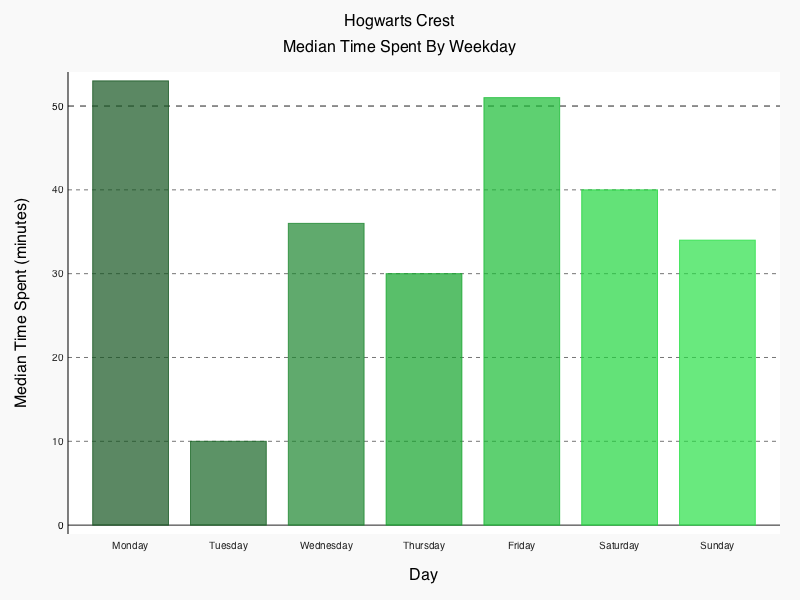 Hogwarts Crest
Median Time Spent By Weekday
Median Time Spent (minutes)
50
40
30
20
10
0
Monday Tuesday Wednesday Thursday Friday Saturday Sunday
Day